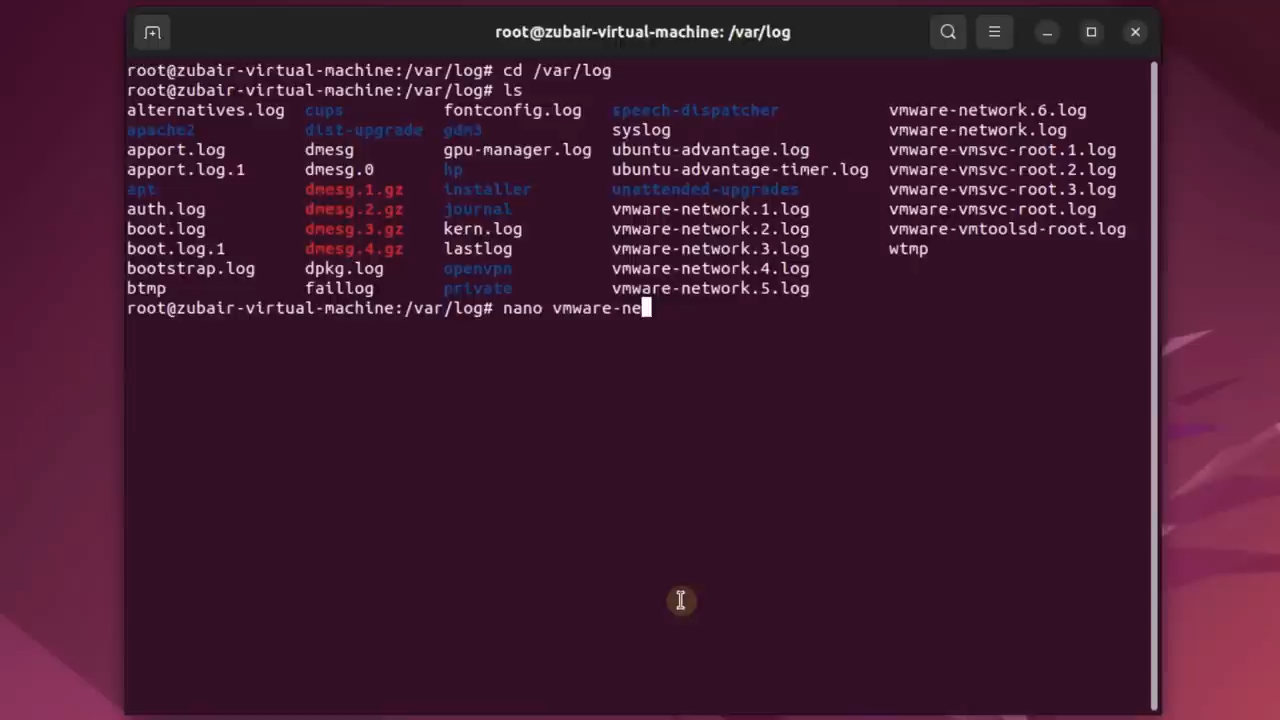 root@zubair-virtual-machine: /var/log
root@zubair-virtual-machine:/var/log# cd /var/log
root@zubair-virtual-machine:/var/log# ls
alternatives.log cups fontconfig.log speech-dispatcher vmware-network.6.log
apache2 dist-upgrade gdm3 syslog vmware-network.log
apport.log dmesg gpu-manager.log ubuntu-advantage.log vmware-vmsvc-root.1.log
apport.log.1 dmesg.0 hp ubuntu-advantage-timer.log vmware-vmsvc-root.2.log
apt dmesg.1.gz installer unattended-upgrades vmware-vmsvc-root.3.log
auth.log dmesg.2.gz journal vmware-network.1.log vmware-vmsvc-root.log
boot.log dmesg.3.gz kern.log vmware-network.2.log vmware-vmtoolsd-root.log
boot.log.1 dmesg.4.gz lastlog vmware-network.3.log wtmp
bootstrap.log dpkg.log openvpn vmware-network.4.log
btmp faillog private vmware-network.5.log
root@zubair-virtual-machine:/var/log# nano vmware-ne